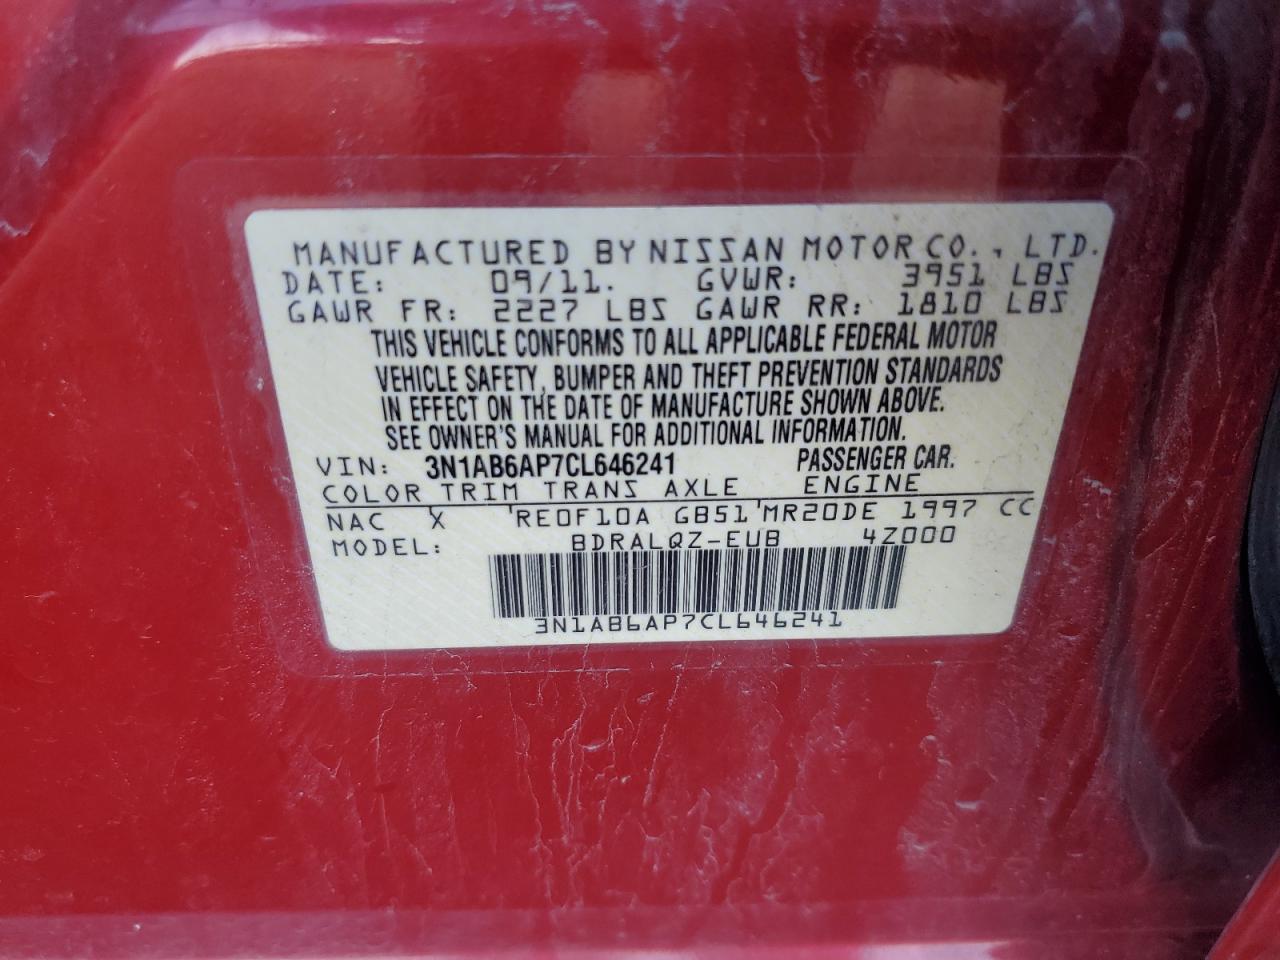 MANUFACTURED BY NISSAN MOTOR CO., LTD.
DATE: 09/11. GVWR: 3951 LBS
GAWR FR: 2227 LBS GAWR RR: 1810 LBS
THIS VEHICLE CONFORMS TO ALL APPLICABLE FEDERAL MOTOR
VEHICLE SAFETY, BUMPER AND THEFT PREVENTION STANDARDS
IN EFFECT ON THE DATE OF MANUFACTURE SHOWN ABOVE.
SEE OWNER'S MANUAL FOR ADDITIONAL INFORMATION.
VIN: 3N1AB6AP7CL646241 PASSENGER CAR.
COLOR TRIM TRANS AXLE ENGINE
NAC X RE0F10A GB51 MR20DE 1997 CC
MODEL: BDRALQZ-EUB 4Z000
3N1AB6AP7CL646241